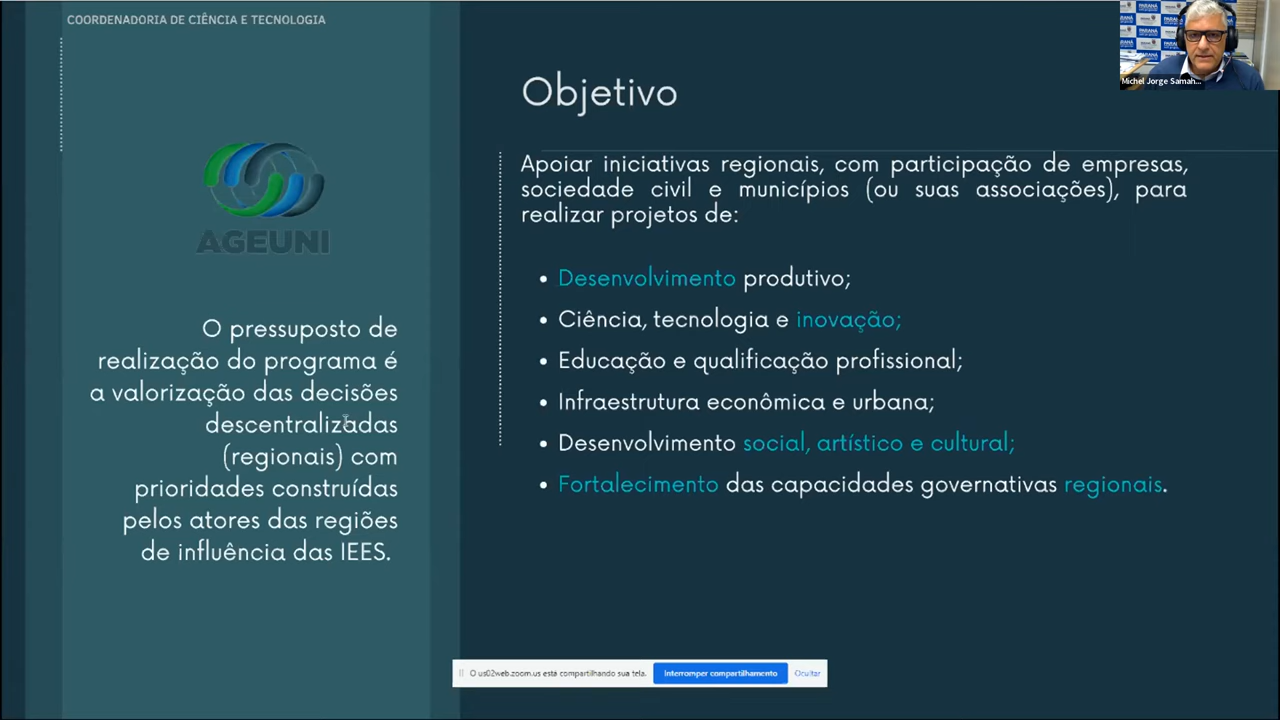 COORDENADORIA DE CIÊNCIA E TECNOLOGIA
AGEUNI
O pressuposto de
realização do programa é
a valorização das decisões
descentralizadas
(regionais) com
prioridades construídas
pelos atores das regiões
de influência das IEES.
Objetivo
Apoiar iniciativas regionais, com participação de empresas,
sociedade civil e municípios (ou suas associações), para
realizar projetos de:
• Desenvolvimento produtivo;
• Ciência, tecnologia e inovação;
• Educação e qualificação profissional;
• Infraestrutura econômica e urbana;
• Desenvolvimento social, artístico e cultural;
• Fortalecimento das capacidades governativas regionais.
Michel Jorge Samah...
O us02web.zoom.us está compartilhando sua tela.
Interromper compartilhamento
Ocultar